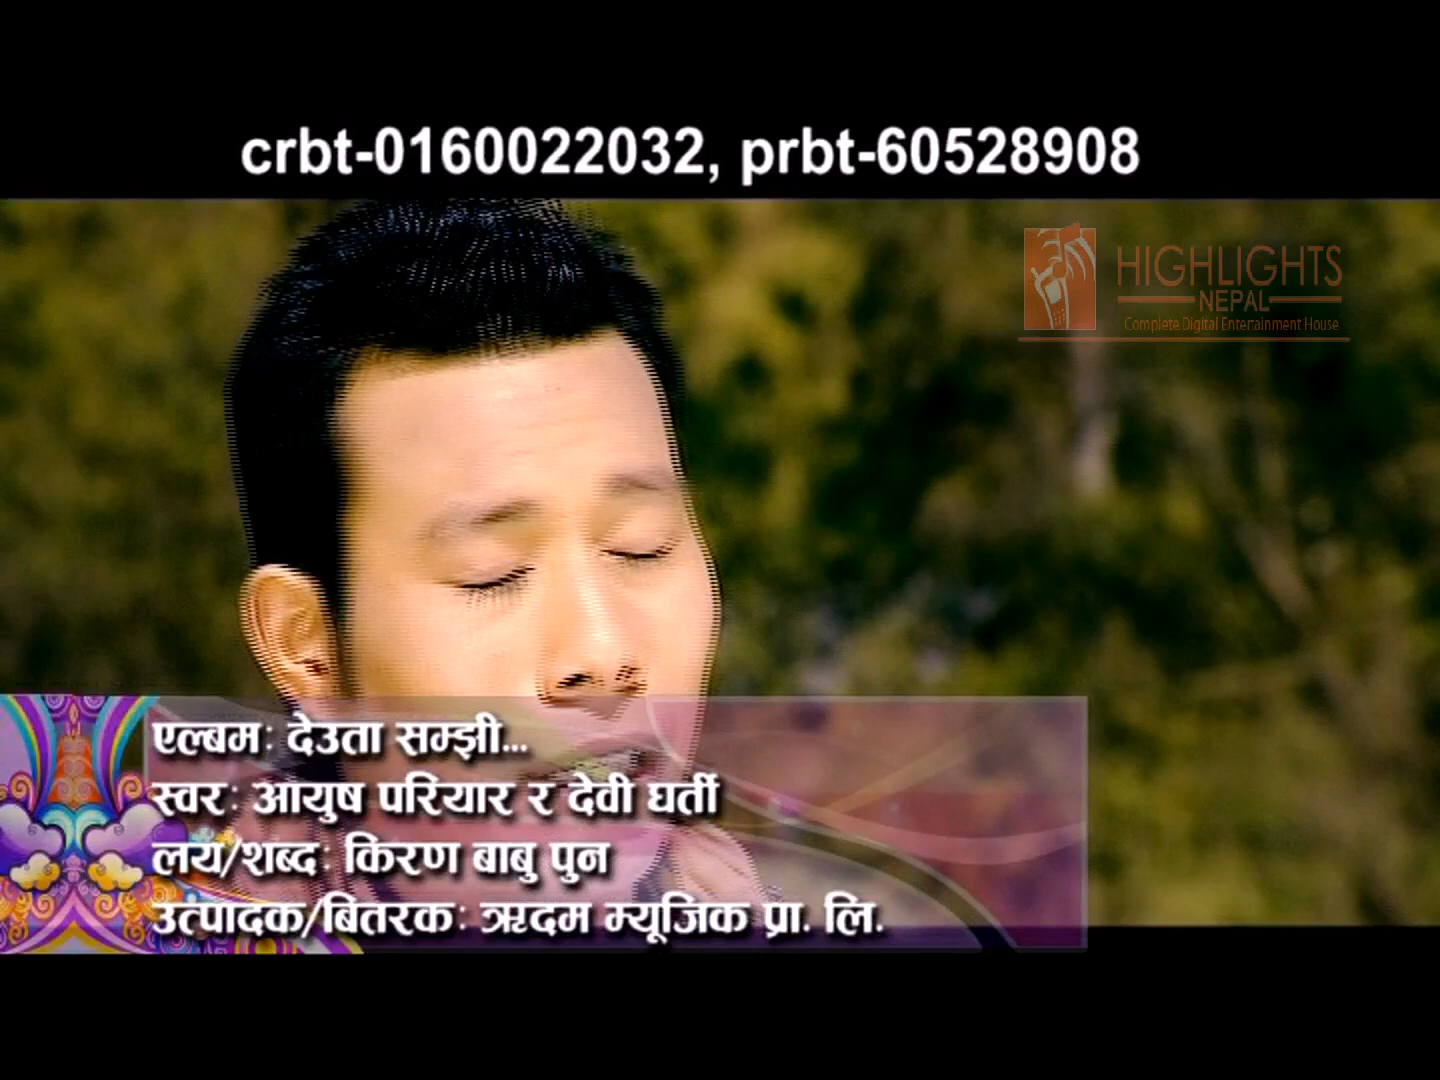 crbt-0160022032, prbt-60528908
HIGHLIGHTS
NEPAL
Complete Digital Entertainment House
एल्बम: देउता सम्झी...
स्वर: आयुष परियार र देवी घर्ती
लय/शब्द: किरण बाबु पुन
उत्पादक/बितरक: ऋदम म्यूजिक प्रा. लि.